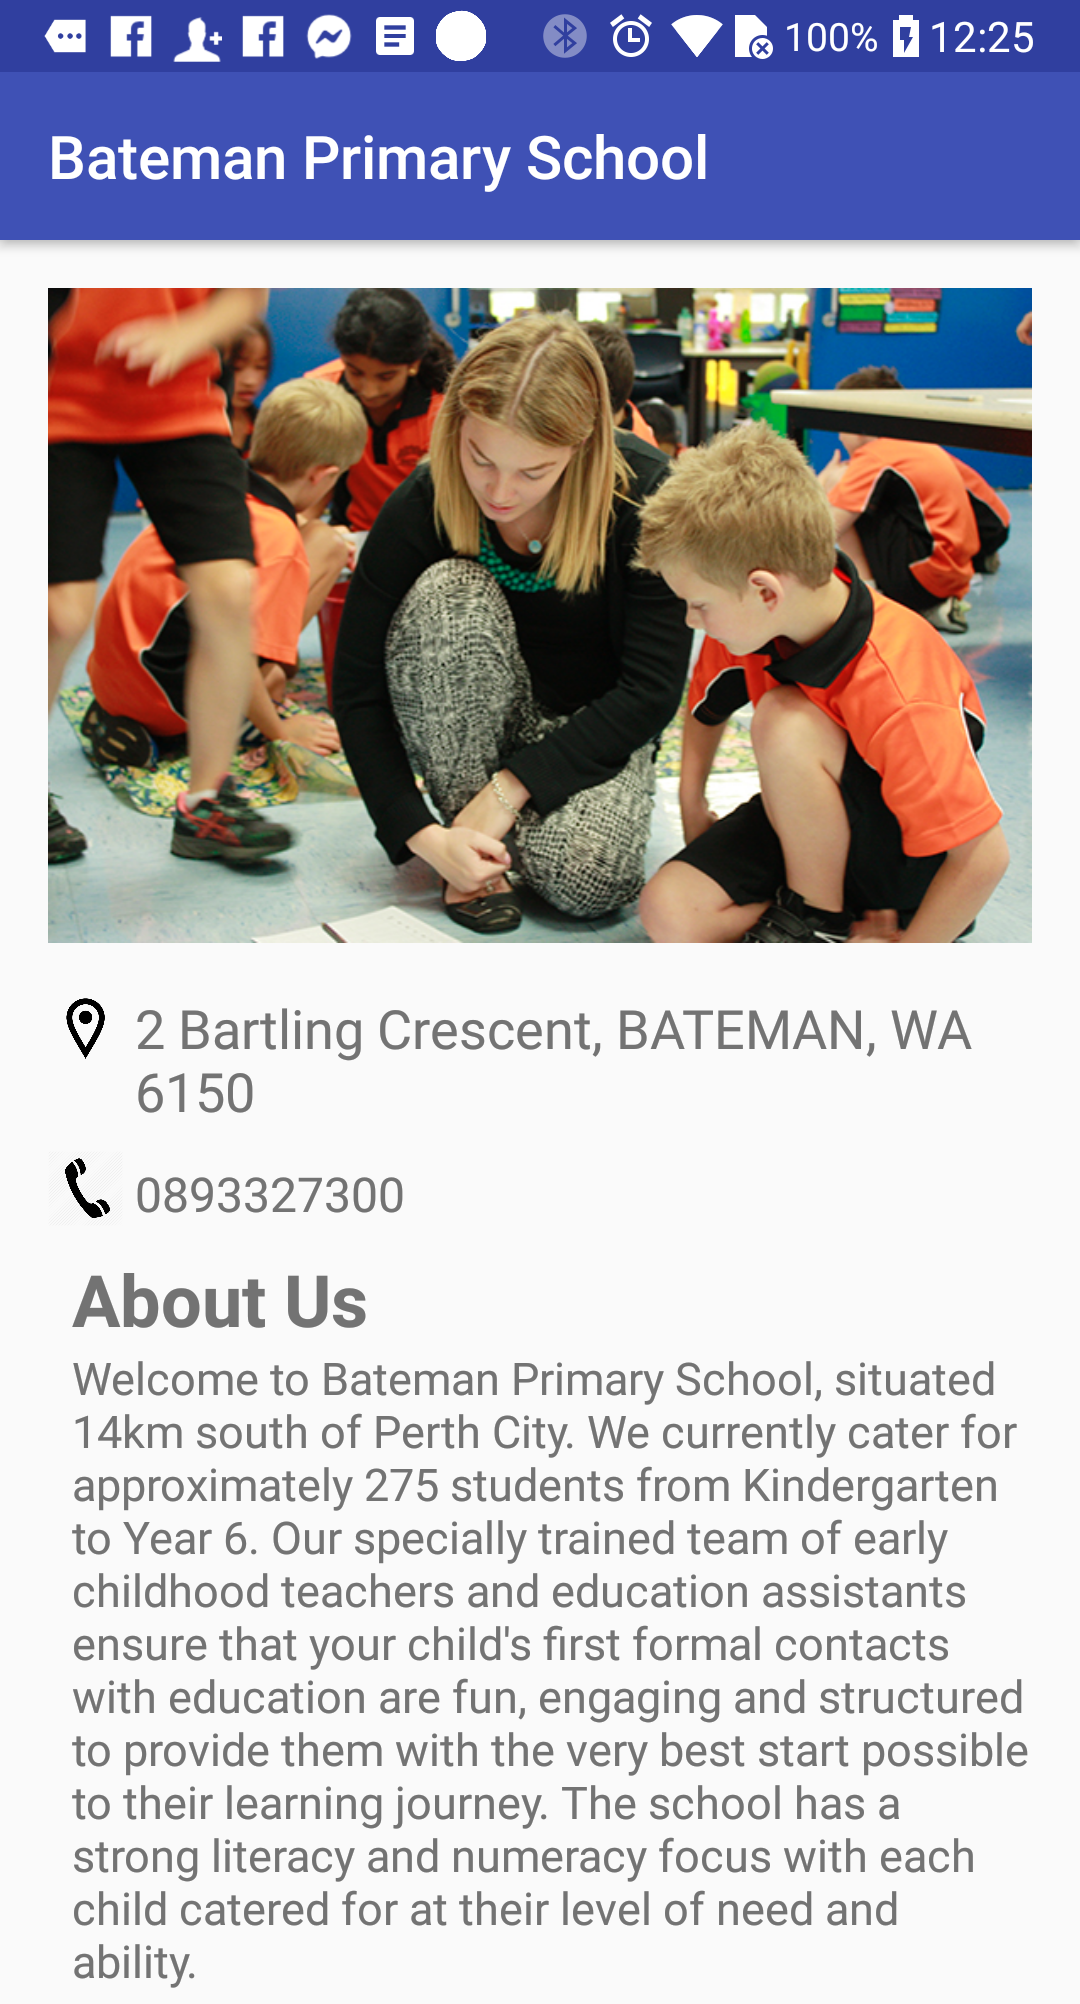 100% 12:25
Bateman Primary School
2 Bartling Crescent, BATEMAN, WA
6150
0893327300
About Us
Welcome to Bateman Primary School, situated
14km south of Perth City. We currently cater for
approximately 275 students from Kindergarten
to Year 6. Our specially trained team of early
childhood teachers and education assistants
ensure that your child's first formal contacts
with education are fun, engaging and structured
to provide them with the very best start possible
to their learning journey. The school has a
strong literacy and numeracy focus with each
child catered for at their level of need and
ability.